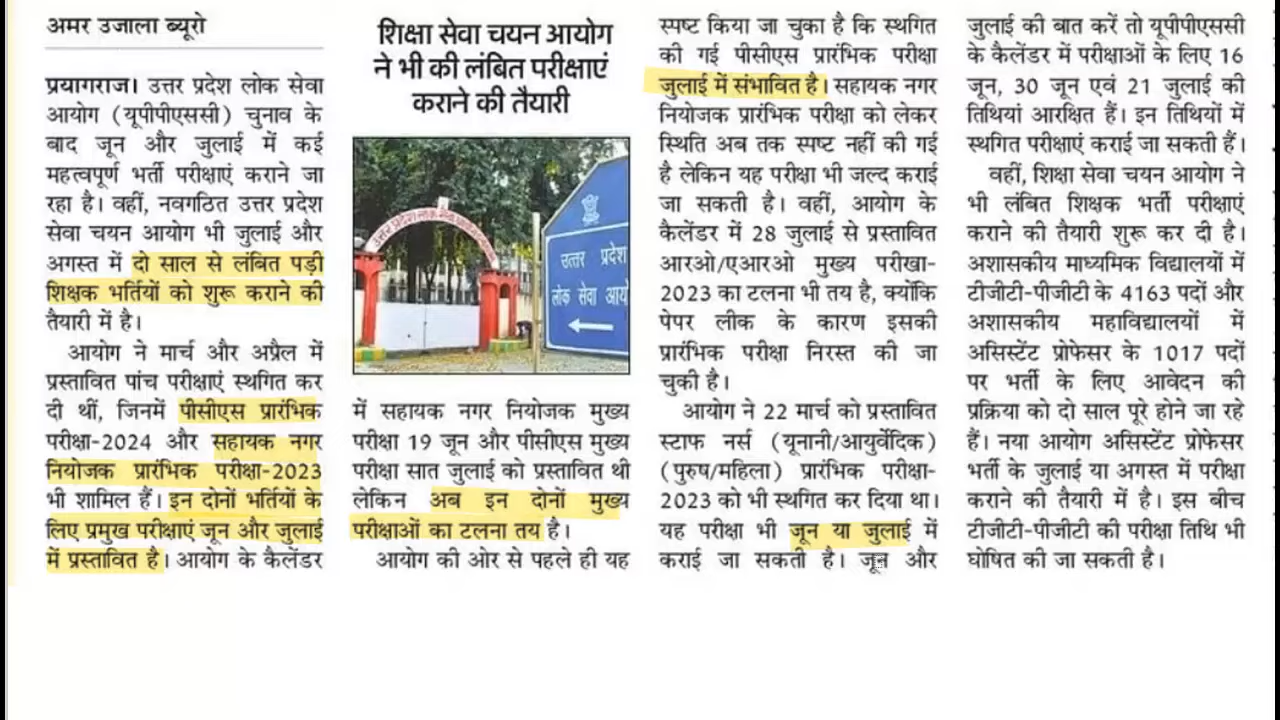 अमर उजाला ब्यूरो
प्रयागराज। उत्तर प्रदेश लोक सेवा
आयोग (यूपीपीएससी) चुनाव के
बाद जून और जुलाई में कई
महत्वपूर्ण भर्ती परीक्षाएं कराने जा
रहा है। वहीं, नवगठित उत्तर प्रदेश
सेवा चयन आयोग भी जुलाई और
अगस्त में दो साल से लंबित पड़ी
शिक्षक भर्तियों को शुरू कराने की
तैयारी में है।
आयोग ने मार्च और अप्रैल में
प्रस्तावित पांच परीक्षाएं स्थगित कर
दी थीं, जिनमें पीसीएस प्रारंभिक
परीक्षा-2024 और सहायक नगर
नियोजक प्रारंभिक परीक्षा-2023
भी शामिल हैं। इन दोनों भर्तियों के
लिए प्रमुख परीक्षाएं जून और जुलाई
में प्रस्तावित है। आयोग के कैलेंडर
शिक्षा सेवा चयन आयोग
ने भी की लंबित परीक्षाएं
कराने की तैयारी
उत्तर प्रदेश लोक सेवा
उत्तर प्रदेश
लोक सेवा आयो
में सहायक नगर नियोजक मुख्य
परीक्षा 19 जून और पीसीएस मुख्य
परीक्षा सात जुलाई को प्रस्तावित थी
लेकिन अब इन दोनों मुख्य
परीक्षाओं का टलना तय है।
आयोग की ओर से पहले ही यह
स्पष्ट किया जा चुका है कि स्थगित
की गई पीसीएस प्रारंभिक परीक्षा
जुलाई में संभावित है। सहायक नगर
नियोजक प्रारंभिक परीक्षा को लेकर
स्थिति अब तक स्पष्ट नहीं की गई
है लेकिन यह परीक्षा भी जल्द कराई
जा सकती है। वहीं, आयोग के
कैलेंडर में 28 जुलाई से प्रस्तावित
आरओ/एआरओ मुख्य परीखा-
2023 का टलना भी तय है, क्योंकि
पेपर लीक के कारण इसकी
प्रारंभिक परीक्षा निरस्त की जा
चुकी है।
आयोग ने 22 मार्च को प्रस्तावित
स्टाफ नर्स (यूनानी/आयुर्वेदिक)
(पुरुष/महिला) प्रारंभिक परीक्षा-
2023 को भी स्थगित कर दिया था।
यह परीक्षा भी जून या जुलाई में
कराई जा सकती है। जून और
जुलाई की बात करें तो यूपीपीएससी
के कैलेंडर में परीक्षाओं के लिए 16
जून, 30 जून एवं 21 जुलाई की
तिथियां आरक्षित हैं। इन तिथियों में
स्थगित परीक्षाएं कराई जा सकती हैं।
वहीं, शिक्षा सेवा चयन आयोग ने
भी लंबित शिक्षक भर्ती परीक्षाएं
कराने की तैयारी शुरू कर दी है।
अशासकीय माध्यमिक विद्यालयों में
टीजीटी-पीजीटी के 4163 पदों और
अशासकीय महाविद्यालयों में
असिस्टेंट प्रोफेसर के 1017 पदों
पर भर्ती के लिए आवेदन की
प्रक्रिया को दो साल पूरे होने जा रहे
हैं। नया आयोग असिस्टेंट प्रोफेसर
भर्ती के जुलाई या अगस्त में परीक्षा
कराने की तैयारी में है। इस बीच
टीजीटी-पीजीटी की परीक्षा तिथि भी
घोषित की जा सकती है।